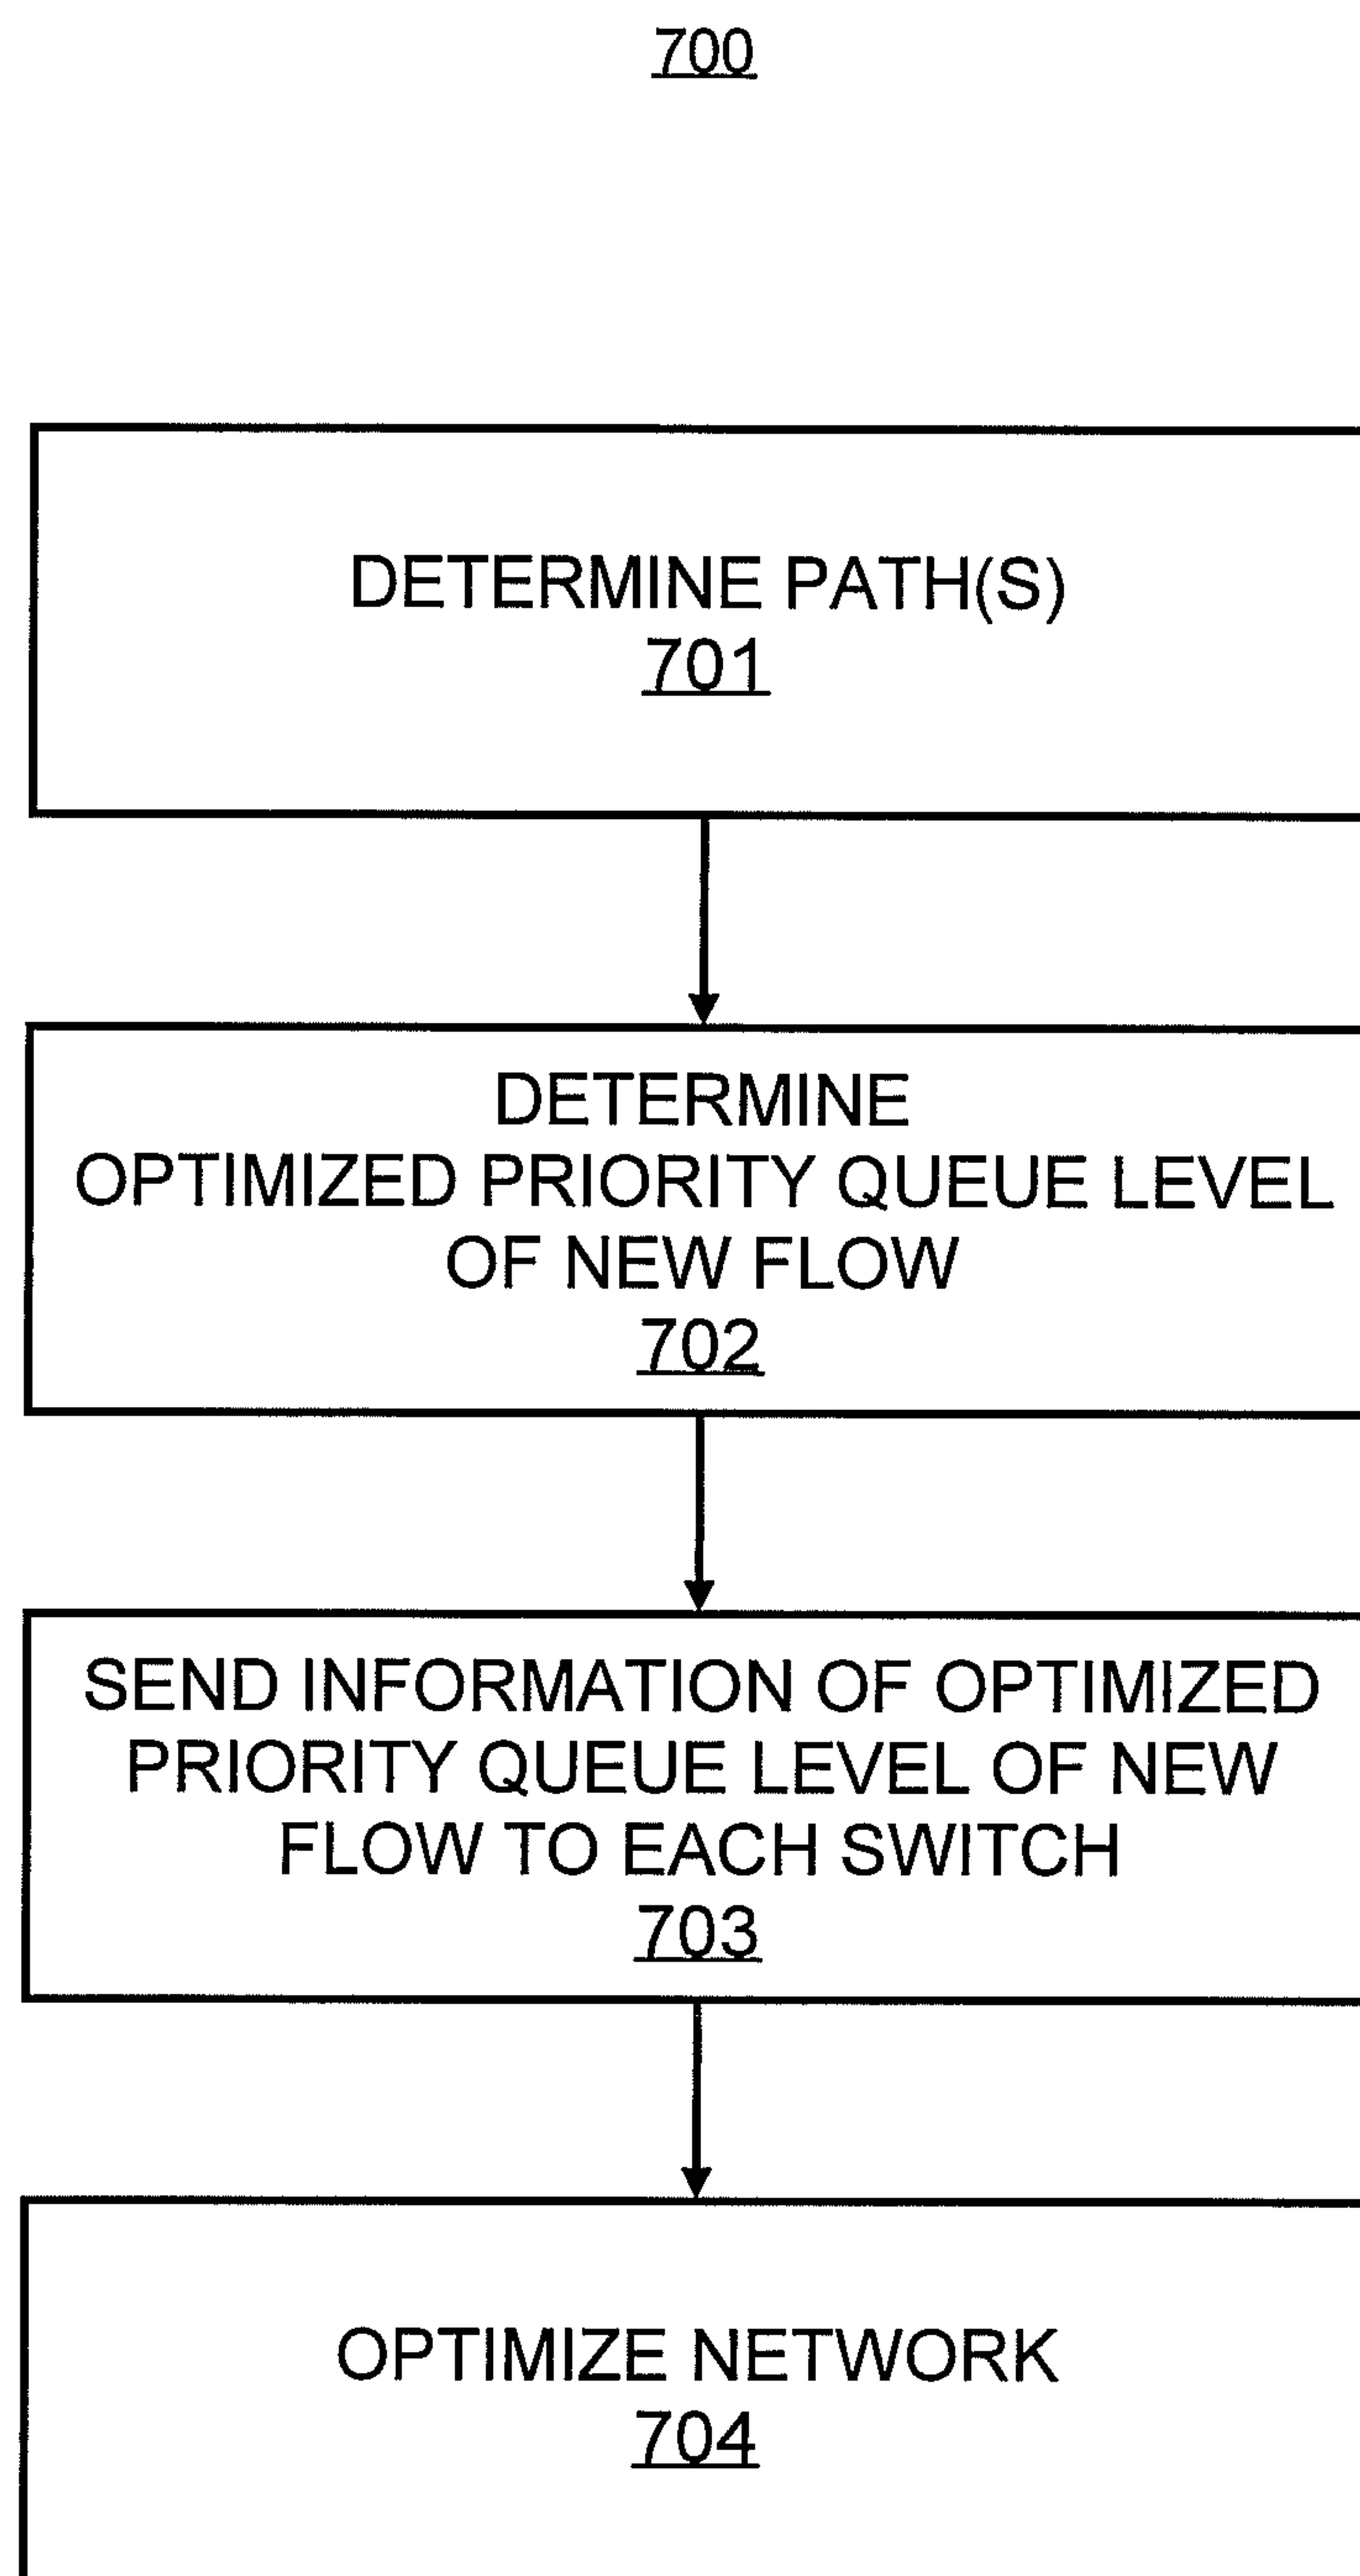 700
DETERMINE PATH(S)
701
DETERMINE
OPTIMIZED PRIORITY QUEUE LEVEL
OF NEW FLOW
702
SEND INFORMATION OF OPTIMIZED
PRIORITY QUEUE LEVEL OF NEW
FLOW TO EACH SWITCH
703
OPTIMIZE NETWORK
704